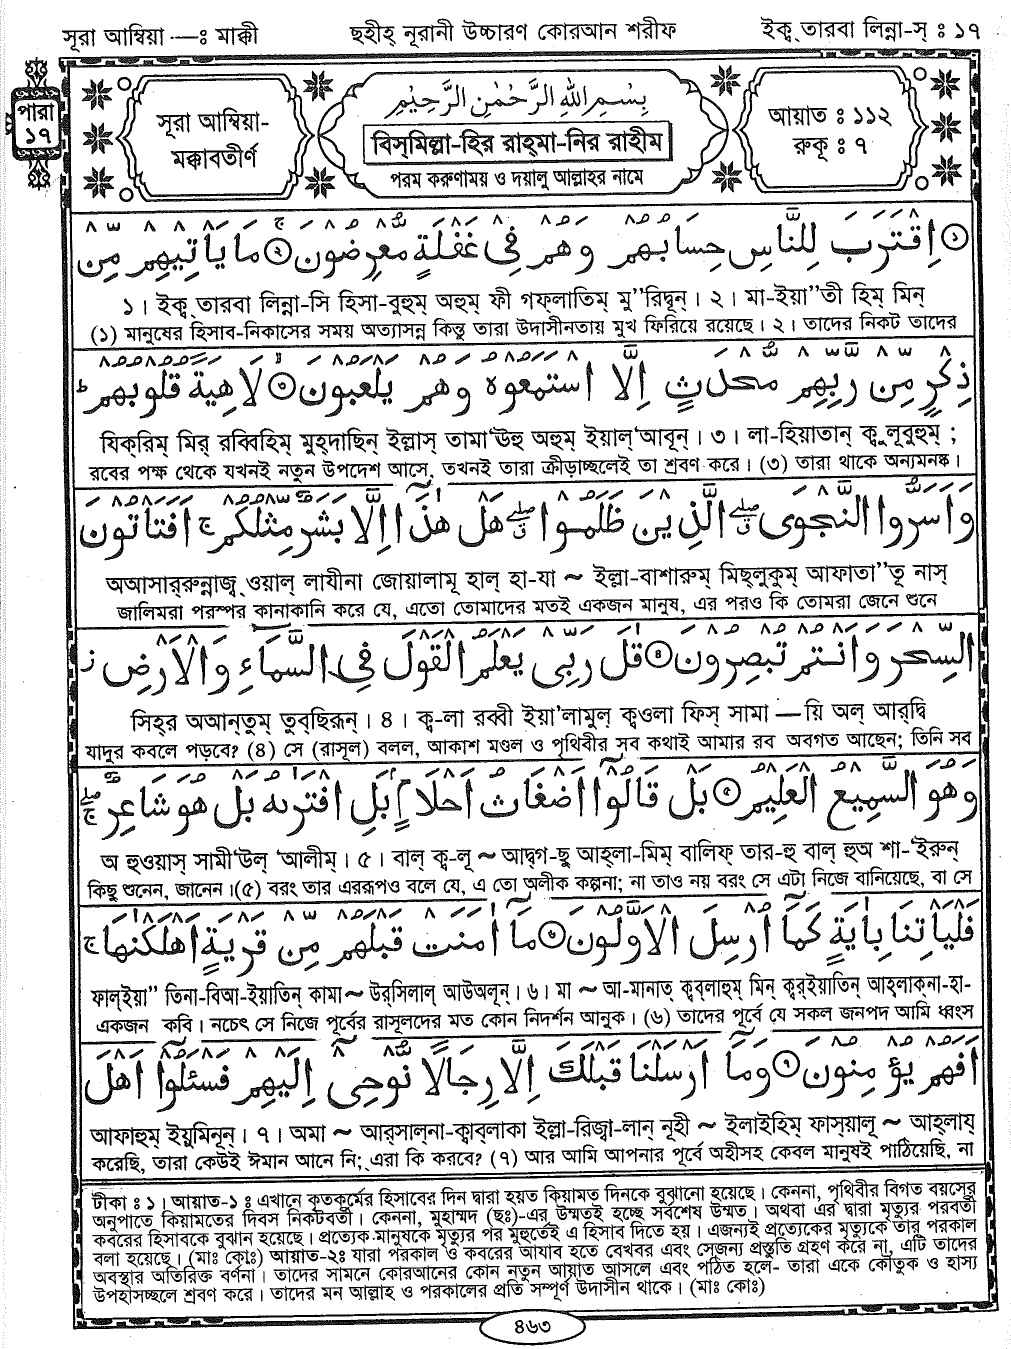 সূরা আম্বিয়া —ঃ মাক্কী ছহীহ্ নূরানী উচ্চারণ কোরআন শরীফ ইক্ব্ তারবা লিন্না-স্ ঃ ১৭
পারা
১৭
সূরা আম্বিয়া-
মক্কাবতীর্ণ
بِسْمِ اللهِ الرَّحْمٰنِ الرَّحِيْمِ
বিস্মিল্লা-হির রাহ্মা-নির রাহীম
পরম করুণাময় ও দয়ালু আল্লাহর নামে
আয়াত ঃ ১১২
রুকূ ঃ ৭
① اِقْتَرَبَ لِلنَّاسِ حِسَابُهُمْ وَهُمْ فِيْ غَفْلَةٍ مُّعْرِضُوْنَ ② مَا يَأْتِيْهِمْ مِّنْ
১। ইক্ব্ তারবা লিন্না-সি হিসা-বুহুম্ অহুম্ ফী গফ্লাতিম্ মু''রিদ্বূন্। ২। মা-ইয়া''তী হিম্ মিন্
(১) মানুষের হিসাব-নিকাসের সময় অত্যাসন্ন কিন্তু তারা উদাসীনতায় মুখ ফিরিয়ে রয়েছে। ২। তাদের নিকট তাদের
ذِكْرٍ مِّنْ رَّبِّهِمْ مُّحْدَثٍ اِلَّا اسْتَمَعُوْهُ وَهُمْ يَلْعَبُوْنَ ③ لَاهِيَةً قُلُوْبُهُمْ ؕ
যিক্রিম্ মির্ রব্বিহিম্ মুহ্দাছিন্ ইল্লাস্ তামা'ঊহু অহুম্ ইয়াল্'আবূন্। ৩। লা-হিয়াতান্ ক্বুলূবুহুম্ ;
রবের পক্ষ থেকে যখনই নতুন উপদেশ আসে, তখনই তারা ক্রীড়াচ্ছলেই তা শ্রবণ করে। (৩) তারা থাকে অন্যমনষ্ক।
وَاَسَرُّوا النَّجْوَى ۖ الَّذِيْنَ ظَلَمُوْا ۖ هَلْ هٰذَا اِلَّا بَشَرٌ مِّثْلُكُمْ ۚ اَفَتَأْتُوْنَ
অআসার্রুন্নাজ্ব্ ওয়াল্ লাযীনা জোয়ালামূ হাল্ হা-যা ~ ইল্লা-বাশারুম্ মিছ্লুকুম্ আফাতা''তূ নাস্
জালিমরা পরস্পর কানাকানি করে যে, এতো তোমাদের মতই একজন মানুষ, এর পরও কি তোমরা জেনে শুনে
السِّحْرَ وَاَنْتُمْ تُبْصِرُوْنَ ④ قٰلَ رَبِّيْ يَعْلَمُ الْقَوْلَ فِي السَّمَآءِ وَالْاَرْضِ ز
সিহ্র অআন্তুম্ তুব্ছিরূন্। ৪। ক্ব-লা রব্বী ইয়া'লামুল্ ক্বওলা ফিস্ সামা —য়ি অল্ আর্দ্বি
যাদুর কবলে পড়বে? (৪) সে (রাসূল) বলল, আকাশ মণ্ডল ও পৃথিবীর সব কথাই আমার রব অবগত আছেন; তিনি সব
وَهُوَ السَّمِيْعُ الْعَلِيْمُ ⑤ بَلْ قَالُوْٓا اَضْغَاثُ اَحْلَامٍ بَلِ افْتَرٰىهُ بَلْ هُوَ شَاعِرٌ ۖۚ
অ হুওয়াস্ সামী'উল্ 'আলীম্। ৫। বাল্ ক্ব-লূ ~ আদ্বগ-ছু আহ্লা-মিম্ বালিফ্ তার-হু বাল্ হুঅ শা-'ইরুন্
কিছু শুনেন, জানেন।(৫) বরং তার এররূপও বলে যে, এ তো অলীক কল্পনা; না তাও নয় বরং সে এটা নিজে বানিয়েছে, বা সে
فَلْيَأْتِنَا بِاٰيَةٍ كَمَآ اُرْسِلَ الْاَوَّلُوْنَ ⑥ مَآ اٰمَنَتْ قَبْلَهُمْ مِّنْ قَرْيَةٍ اَهْلَكْنٰهَا ۚ
ফাল্ইয়া'' তিনা-বিআ-ইয়াতিন্ কামা~ উর্সিলাল্ আউঅলূন্। ৬। মা ~ আ-মানাত্ ক্বব্লাহুম্ মিন্ ক্বর্ইয়াতিন্ আহ্লাক্না-হা-
একজন কবি। নচেৎ সে নিজে পূর্বের রাসূলদের মত কোন নিদর্শন আনুক। (৬) তাদের পূর্বে যে সকল জনপদ আমি ধ্বংস
اَفَهُمْ يُؤْمِنُوْنَ ⑦ وَمَآ اَرْسَلْنَا قَبْلَكَ اِلَّا رِجَالًا نُّوْحِيْٓ اِلَيْهِمْ فَسْئَلُوْٓا اَهْلَ
আফাহুম্ ইয়ুমিনূন্। ৭। অমা ~ আর্সাল্না-ক্বাব্লাকা ইল্লা-রিজ্বা-লান্ নূহী ~ ইলাইহিম্ ফাস্য়ালূ ~ আহ্লায্
করেছি, তারা কেউই ঈমান আনে নি; এরা কি করবে? (৭) আর আমি আপনার পূর্বে অহীসহ কেবল মানুষই পাঠিয়েছি, না
টীকা ঃ ১। আয়াত-১ ঃ এখানে কৃতকর্মের হিসাবের দিন দ্বারা হয়ত কিয়ামত দিনকে বুঝানো হয়েছে। কেননা, পৃথিবীর বিগত বয়সের
অনুপাতে কিয়ামতের দিবস নিকটবর্তী। কেননা, মুহাম্মদ (ছঃ)-এর উম্মতই হচ্ছে সর্বশেষ উম্মত। অথবা এর দ্বারা মৃত্যুর পরবর্তী
কবরের হিসাবকে বুঝান হয়েছে। প্রত্যেক মানুষকে মৃত্যুর পর মুহূর্তেই এ হিসাব দিতে হয়। এজন্যই প্রত্যেকের মৃত্যুকে তার পরকাল
বলা হয়েছে। (মাঃ কোঃ) আয়াত-২ঃ যারা পরকাল ও কবরের আযাব হতে বেখবর এবং সেজন্য প্রস্তুতি গ্রহণ করে না, এটি তাদের
অবস্থার অতিরিক্ত বর্ণনা। তাদের সামনে কোরআনের কোন নতুন আয়াত আসলে এবং পঠিত হলে- তারা একে কৌতুক ও হাস্য
উপহাসচ্ছলে শ্রবণ করে। তাদের মন আল্লাহ ও পরকালের প্রতি সম্পূর্ণ উদাসীন থাকে। (মাঃ কোঃ)
৪৬৩